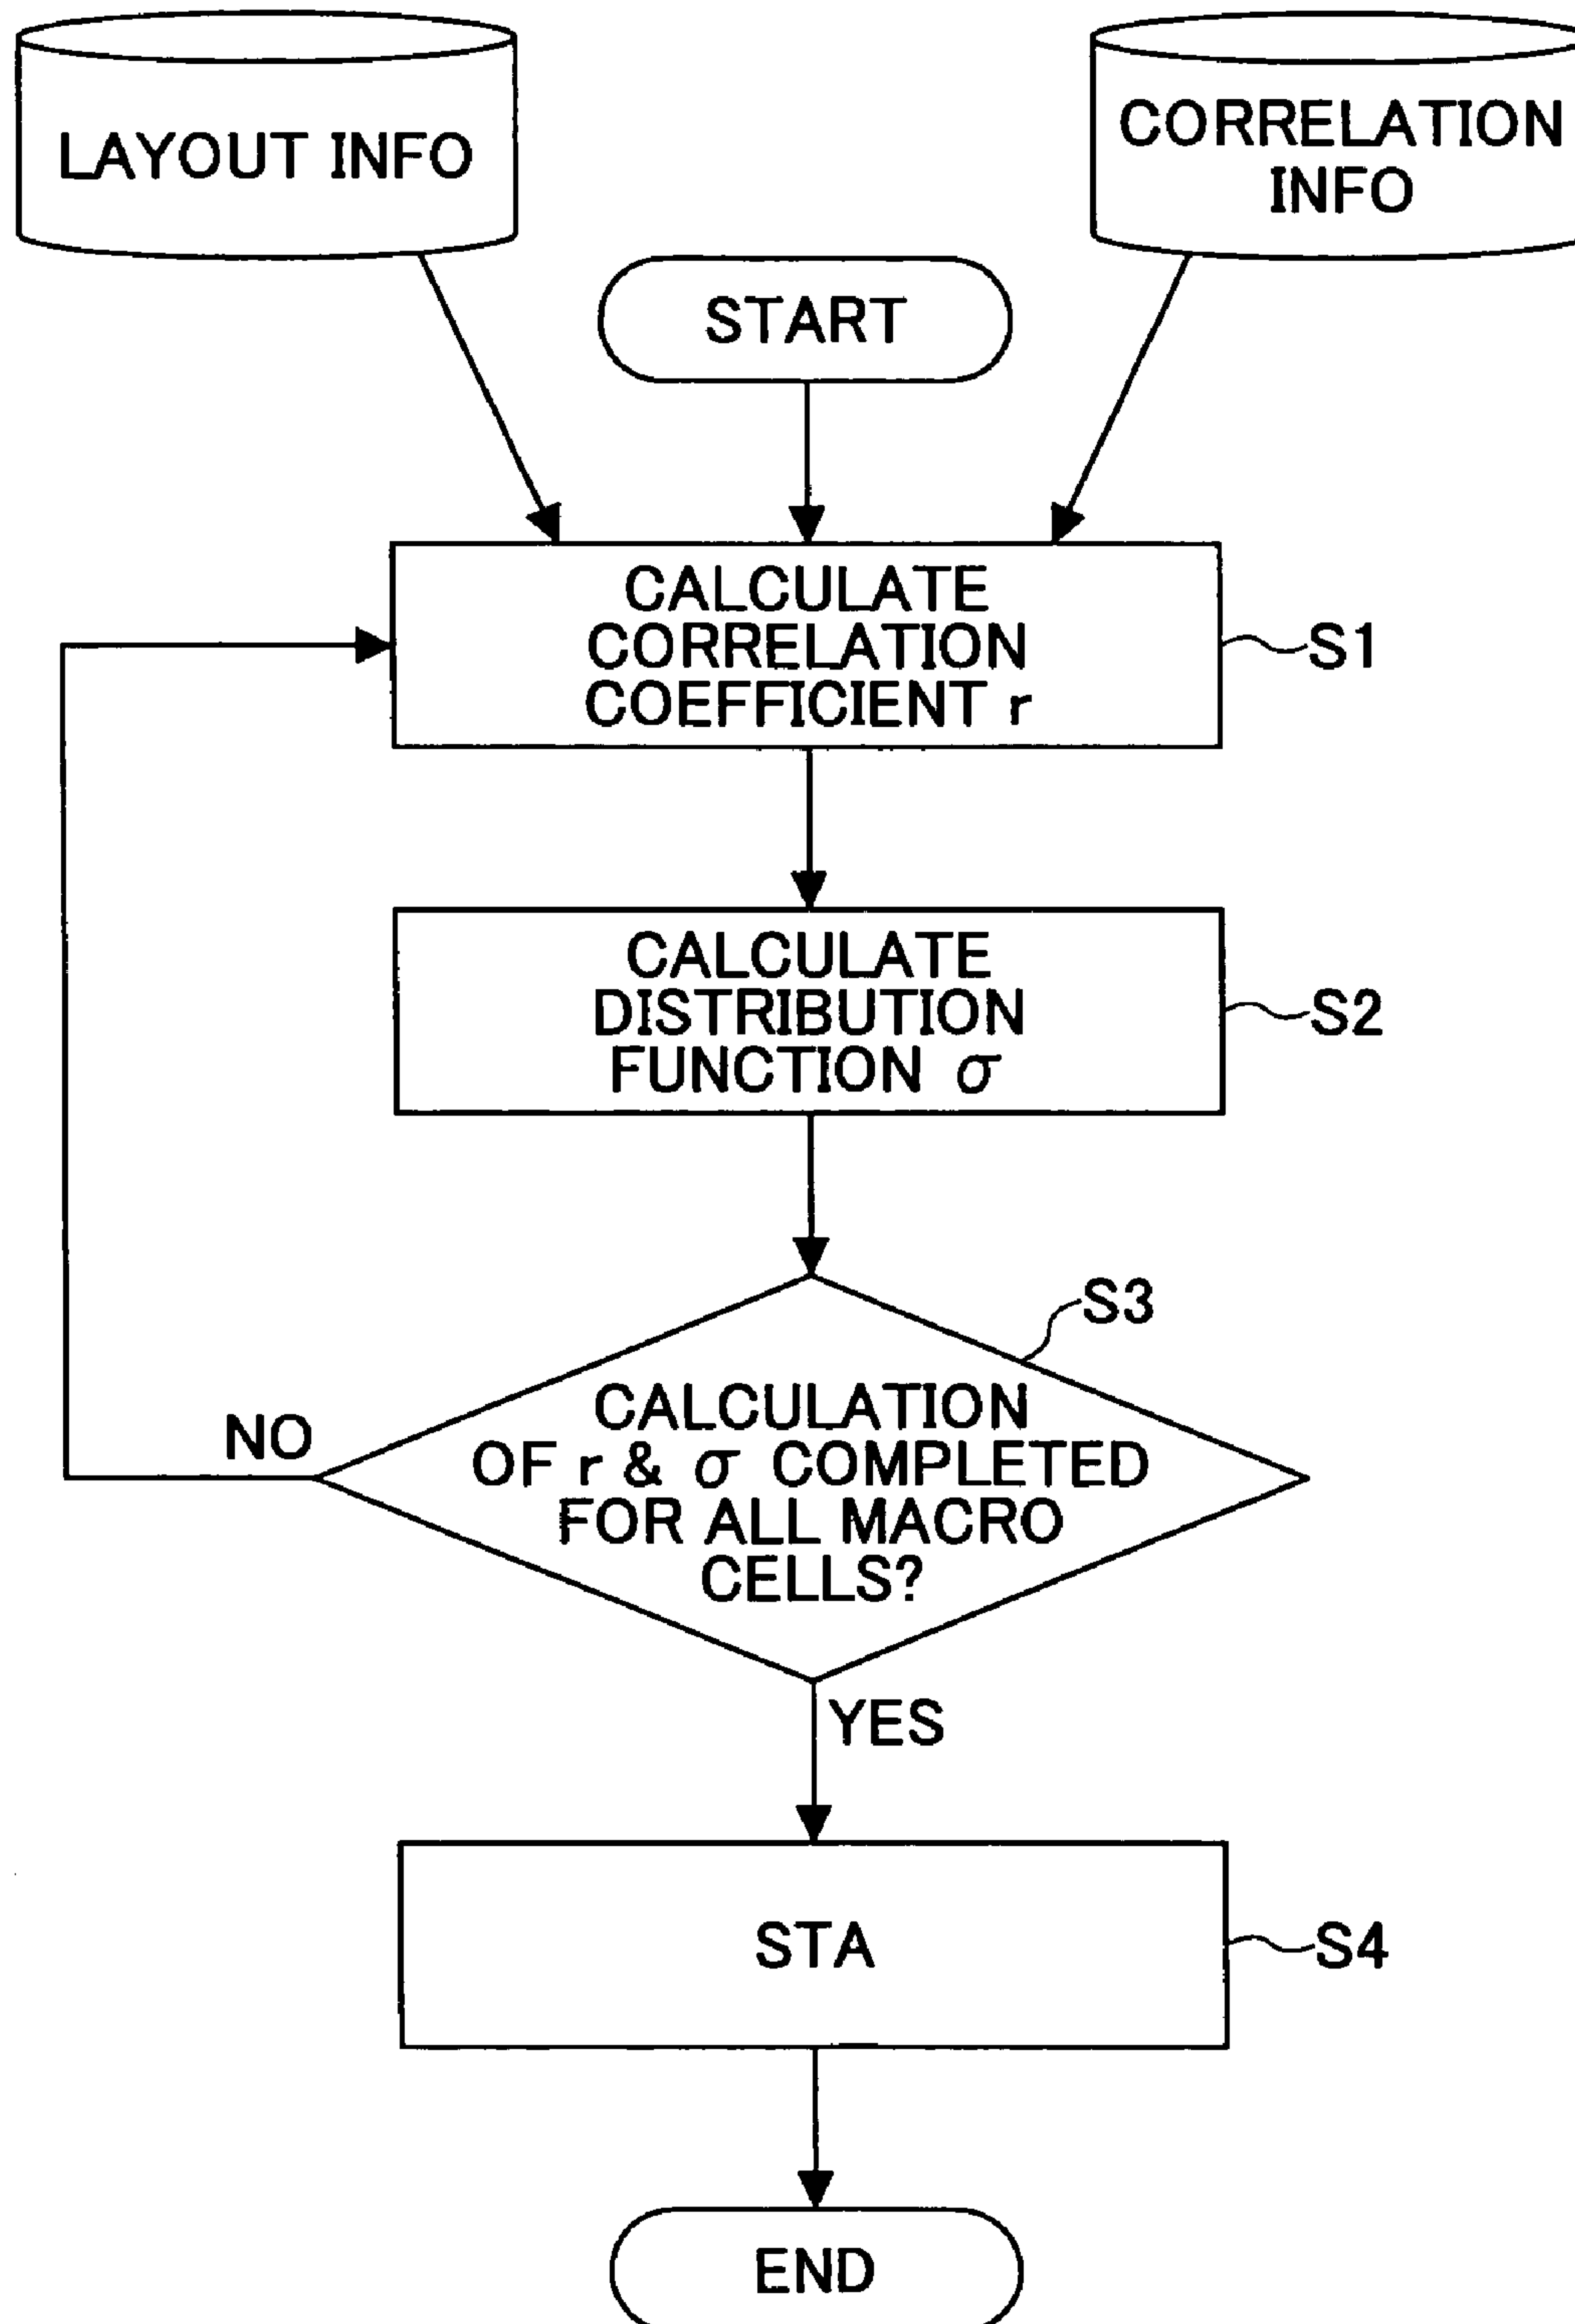 LAYOUT INFO
CORRELATION
INFO
START
CALCULATE
CORRELATION
COEFFICIENT r
S1
CALCULATE
DISTRIBUTION
FUNCTION σ
S2
S3
CALCULATION
OF r & σ COMPLETED
FOR ALL MACRO
CELLS?
NO
YES
STA
S4
END